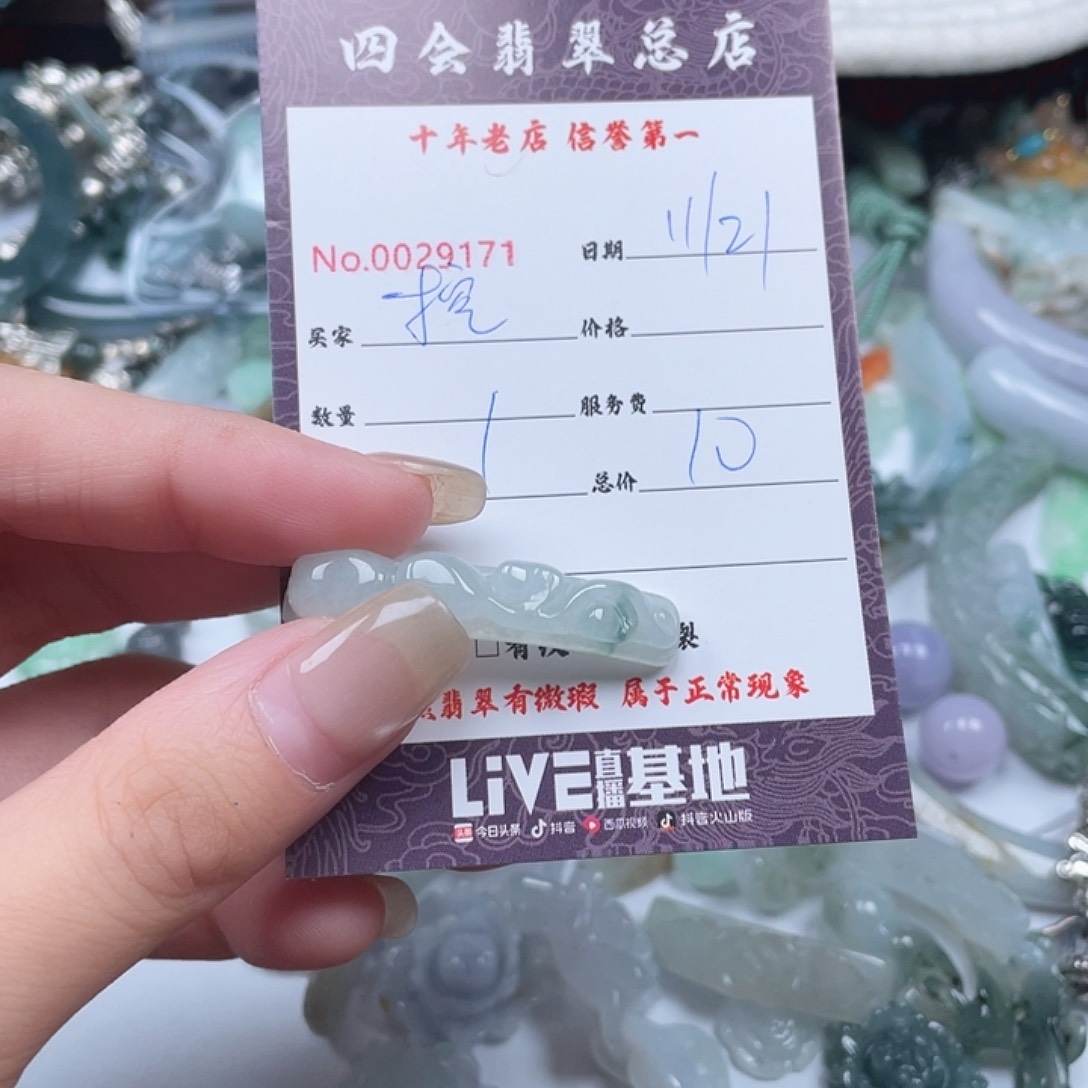 四会翡翠总店
十年老店 信誉第一
No.0029171 日期 11/21
买家 价格
数量 1 服务费
总价 10
翡翠有微瑕 属于正常现象
LiVE直播基地
头条 今日头条 抖音 西瓜视频 抖音火山版